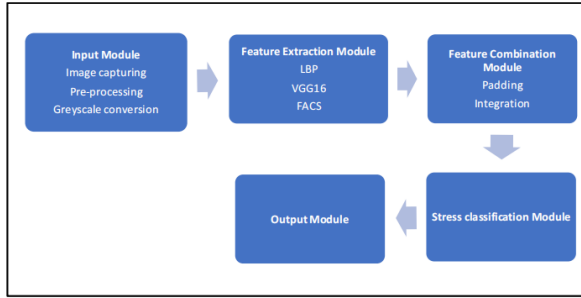 Input Module
Image capturing
Pre-processing
Greyscale conversion
Feature Extraction Module
LBP
VGG16
FACS
Feature Combination
Module
Padding
Integration
Stress classification Module
Output Module